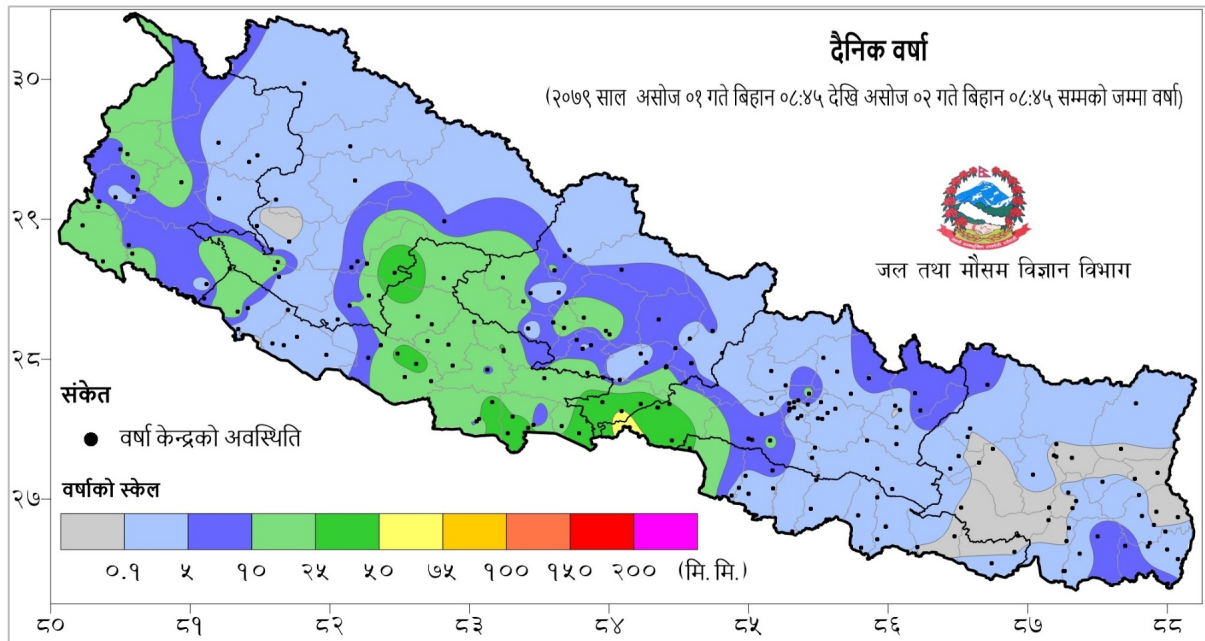 दैनिक वर्षा
(२०७९ साल असोज ०१ गते बिहान ०८:४५ देखि असोज ०२ गते बिहान ०८:४५ सम्मको जम्मा वर्षा)
जल तथा मौसम विज्ञान विभाग
३०
२९
२८
२७
संकेत
वर्षा केन्द्रको अवस्थिति
वर्षाको स्केल
०.१ ५ १० २५ ५० ७५ १०० १५० २०० (मि.मि.)
८० ८१ ८२ ८३ ८४ ८५ ८६ ८७ ८८